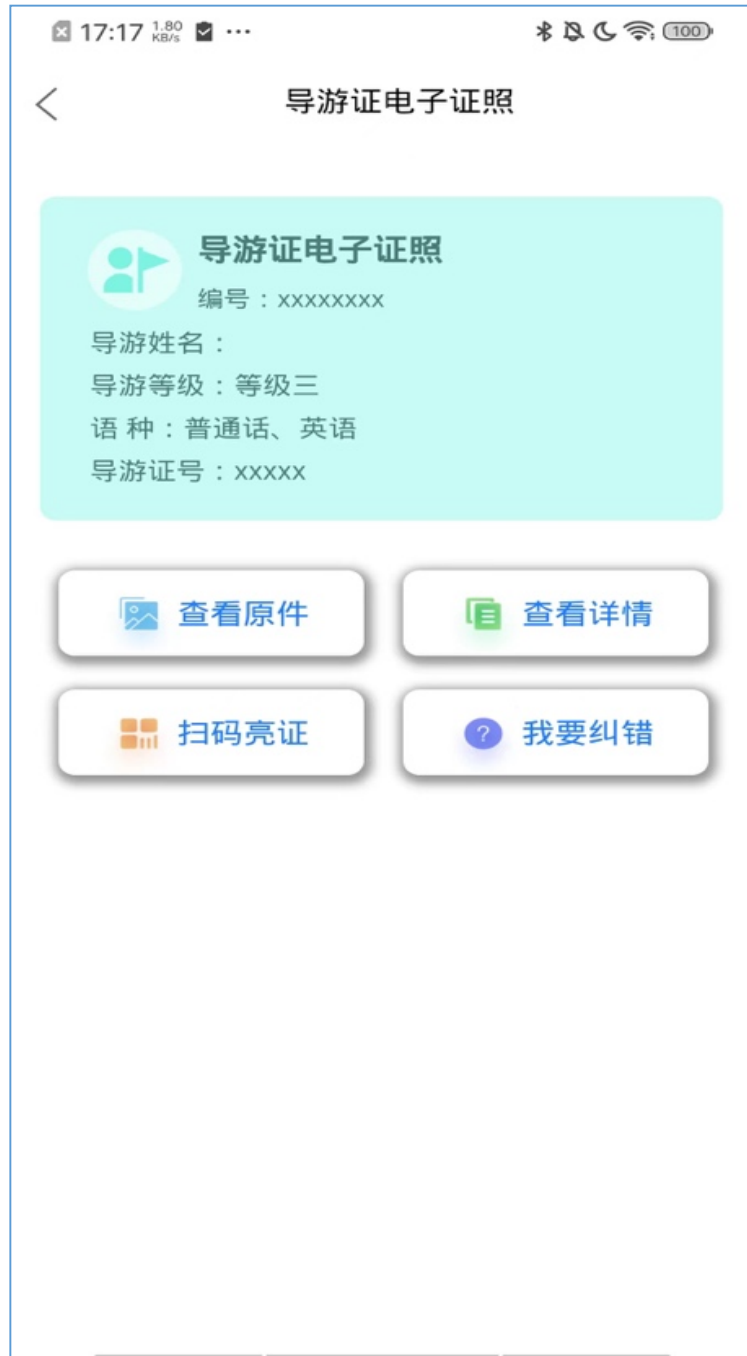 17:17 1.80 KB/s ··· 100
导游证电子证照
导游证电子证照
编号：xxxxxxxx
导游姓名：
导游等级：等级三
语 种：普通话、英语
导游证号：xxxxx
查看原件 查看详情
扫码亮证 ? 我要纠错